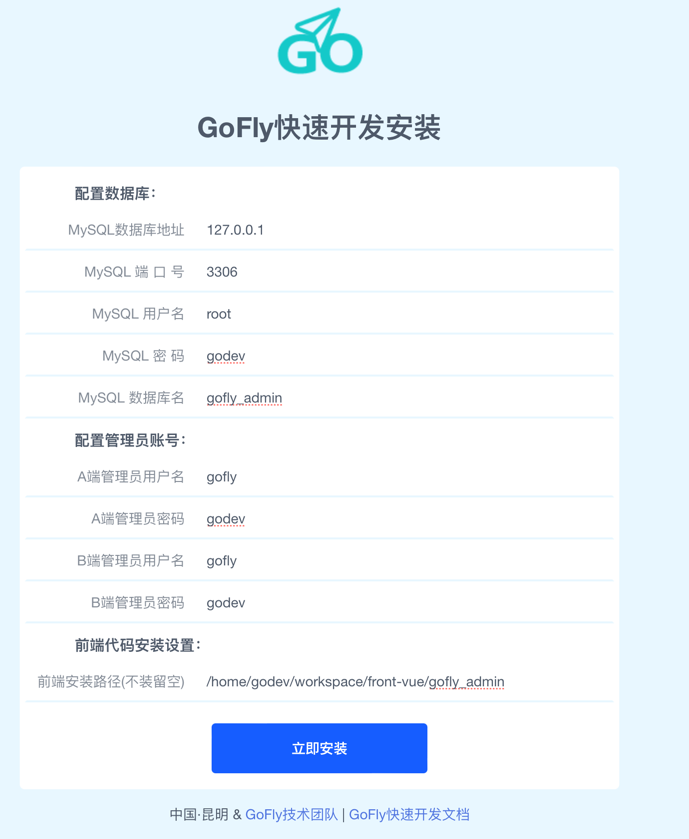 GO
GoFly快速开发安装
配置数据库：
MySQL数据库地址 127.0.0.1
MySQL 端 口 号 3306
MySQL 用户名 root
MySQL 密 码 godev
MySQL 数据库名 gofly_admin
配置管理员账号：
A端管理员用户名 gofly
A端管理员密码 godev
B端管理员用户名 gofly
B端管理员密码 godev
前端代码安装设置：
前端安装路径(不装留空) /home/godev/workspace/front-vue/gofly_admin
立即安装
中国·昆明 & GoFly技术团队 | GoFly快速开发文档